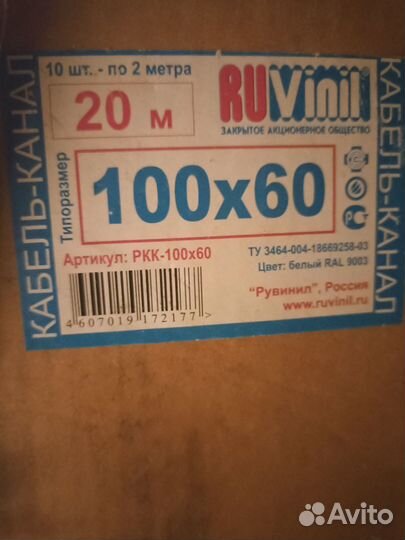 КАБЕЛЬ-КАНАЛ
10 шт. - по 2 метра
20 м
RUVinil
ЗАКРЫТОЕ АКЦИОНЕРНОЕ ОБЩЕСТВО
Типоразмер
100x60
Артикул: РКК-100x60
ТУ 3464-004-18669258-03
Цвет: белый RAL 9003
4 607019 172177 >
"Рувинил", Россия
www.ruvinil.ru
КАБЕЛЬ-КАНАЛ
Avito